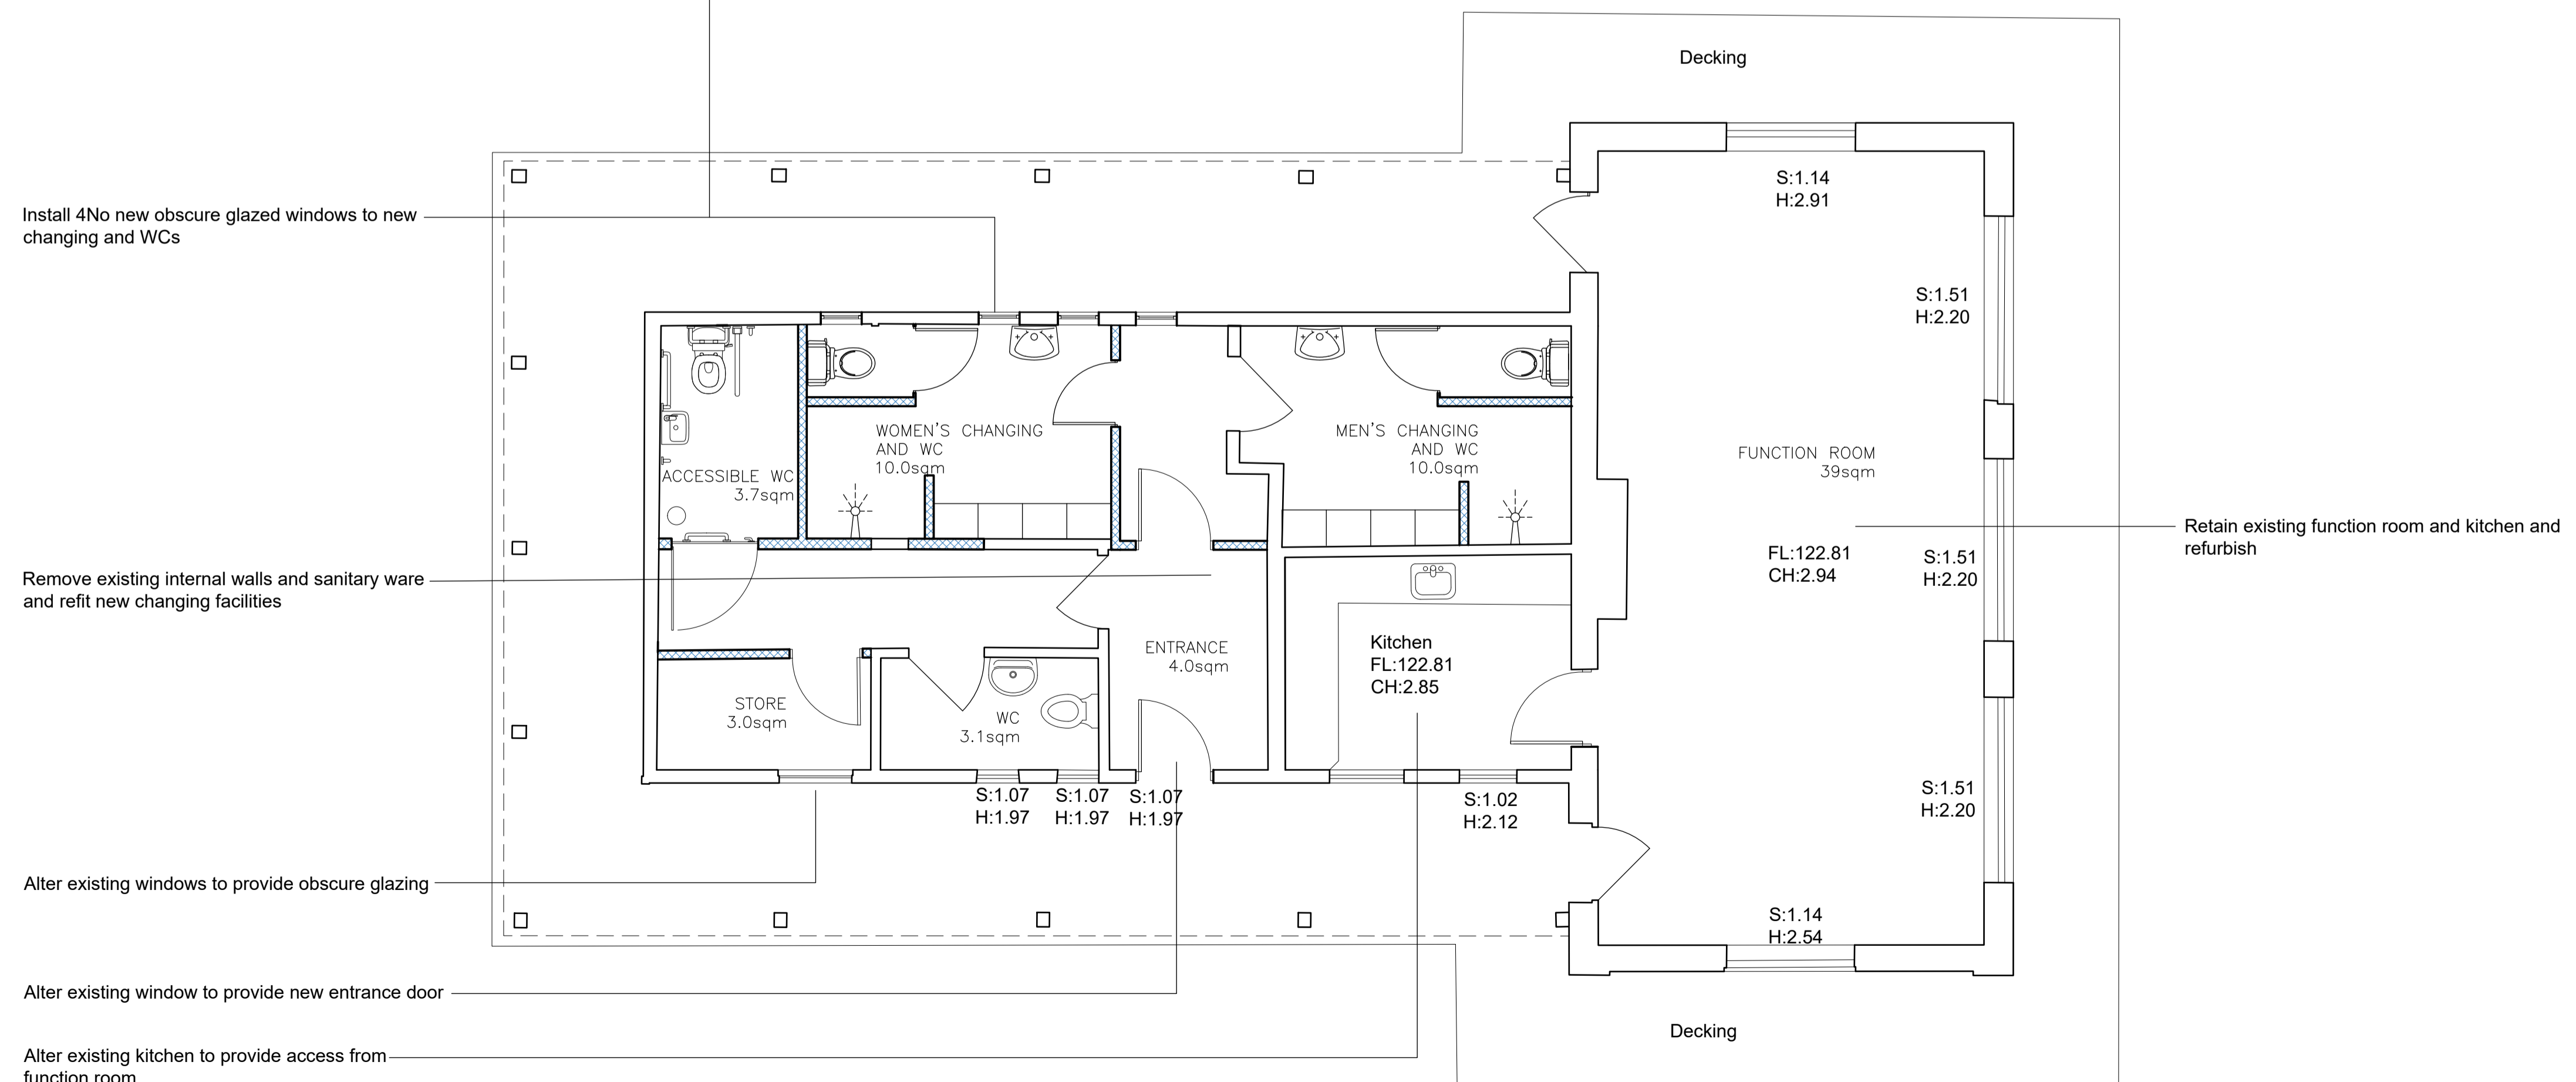 Decking
Install 4No new obscure glazed windows to new
changing and WCs
S:1.14
H:2.91
S:1.51
H:2.20
WOMEN'S CHANGING
AND WC
10.0sqm
MEN'S CHANGING
AND WC
10.0sqm
ACCESSIBLE WC
3.7sqm
FUNCTION ROOM
39sqm
FL:122.81
CH:2.94
S:1.51
H:2.20
Retain existing function room and kitchen and
refurbish
Remove existing internal walls and sanitary ware
and refit new changing facilities
ENTRANCE
4.0sqm
Kitchen
FL:122.81
CH:2.85
STORE
3.0sqm
WC
3.1sqm
S:1.07
H:1.97
S:1.07
H:1.97
S:1.07
H:1.97
S:1.02
H:2.12
S:1.51
H:2.20
Alter existing windows to provide obscure glazing
S:1.14
H:2.54
Alter existing window to provide new entrance door
Decking
Alter existing kitchen to provide access from
function room